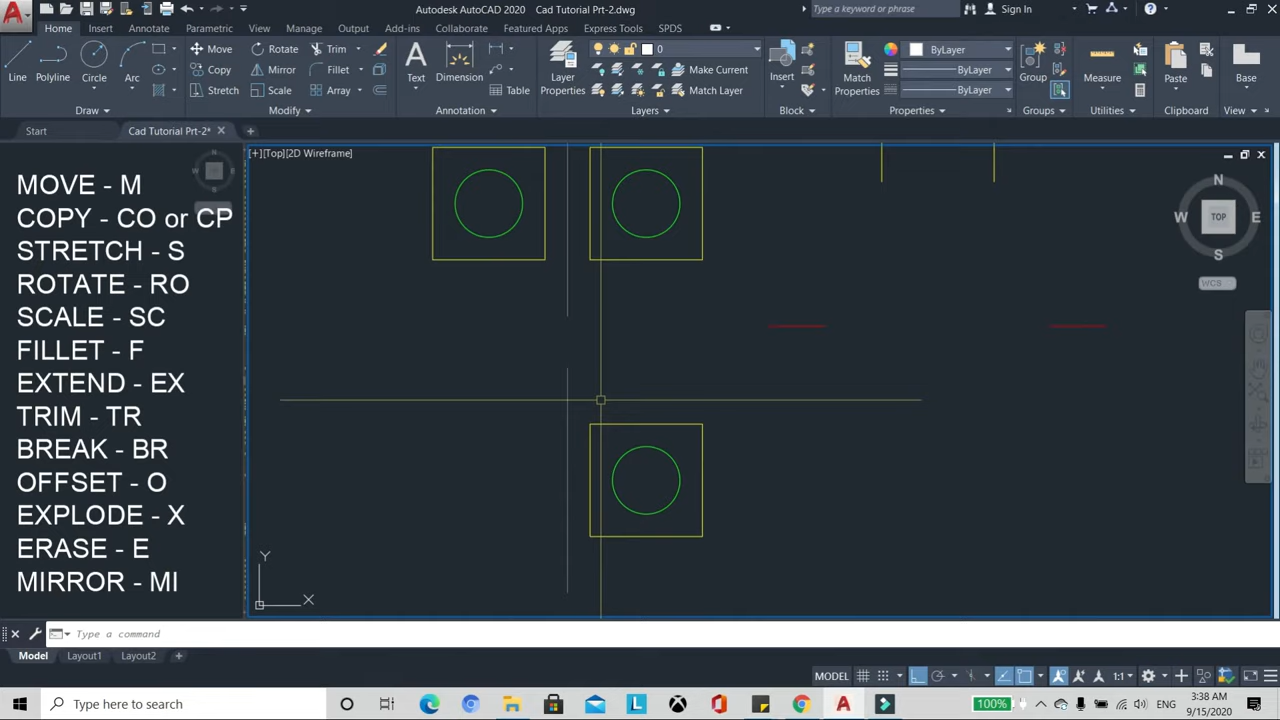 Autodesk AutoCAD 2020 Cad Tutorial Prt-2.dwg
Type a keyword or phrase
Sign In
Home Insert Annotate Parametric View Manage Output Add-ins Collaborate Featured Apps Express Tools SPDS
Line Polyline Circle Arc
Move Rotate Trim
Copy Mirror Fillet
Stretch Scale Array
Text Dimension Table
Layer Properties
0
Make Current
Match Layer
Insert
Match Properties
ByLayer
ByLayer
ByLayer
Group
Measure
Paste
Base
Draw Modify Annotation Layers Block Properties Groups Utilities Clipboard View
Start Cad Tutorial Prt-2*
[+][Top][2D Wireframe]
MOVE - M
COPY - CO or CP
STRETCH - S
ROTATE - RO
SCALE - SC
FILLET - F
EXTEND - EX
TRIM - TR
BREAK - BR
OFFSET - O
EXPLODE - X
ERASE - E
MIRROR - MI
N
W TOP E
S
WCS
Y
X
Type a command
Model Layout1 Layout2
MODEL 1:1
Type here to search
100% ENG
3:38 AM
9/15/2020